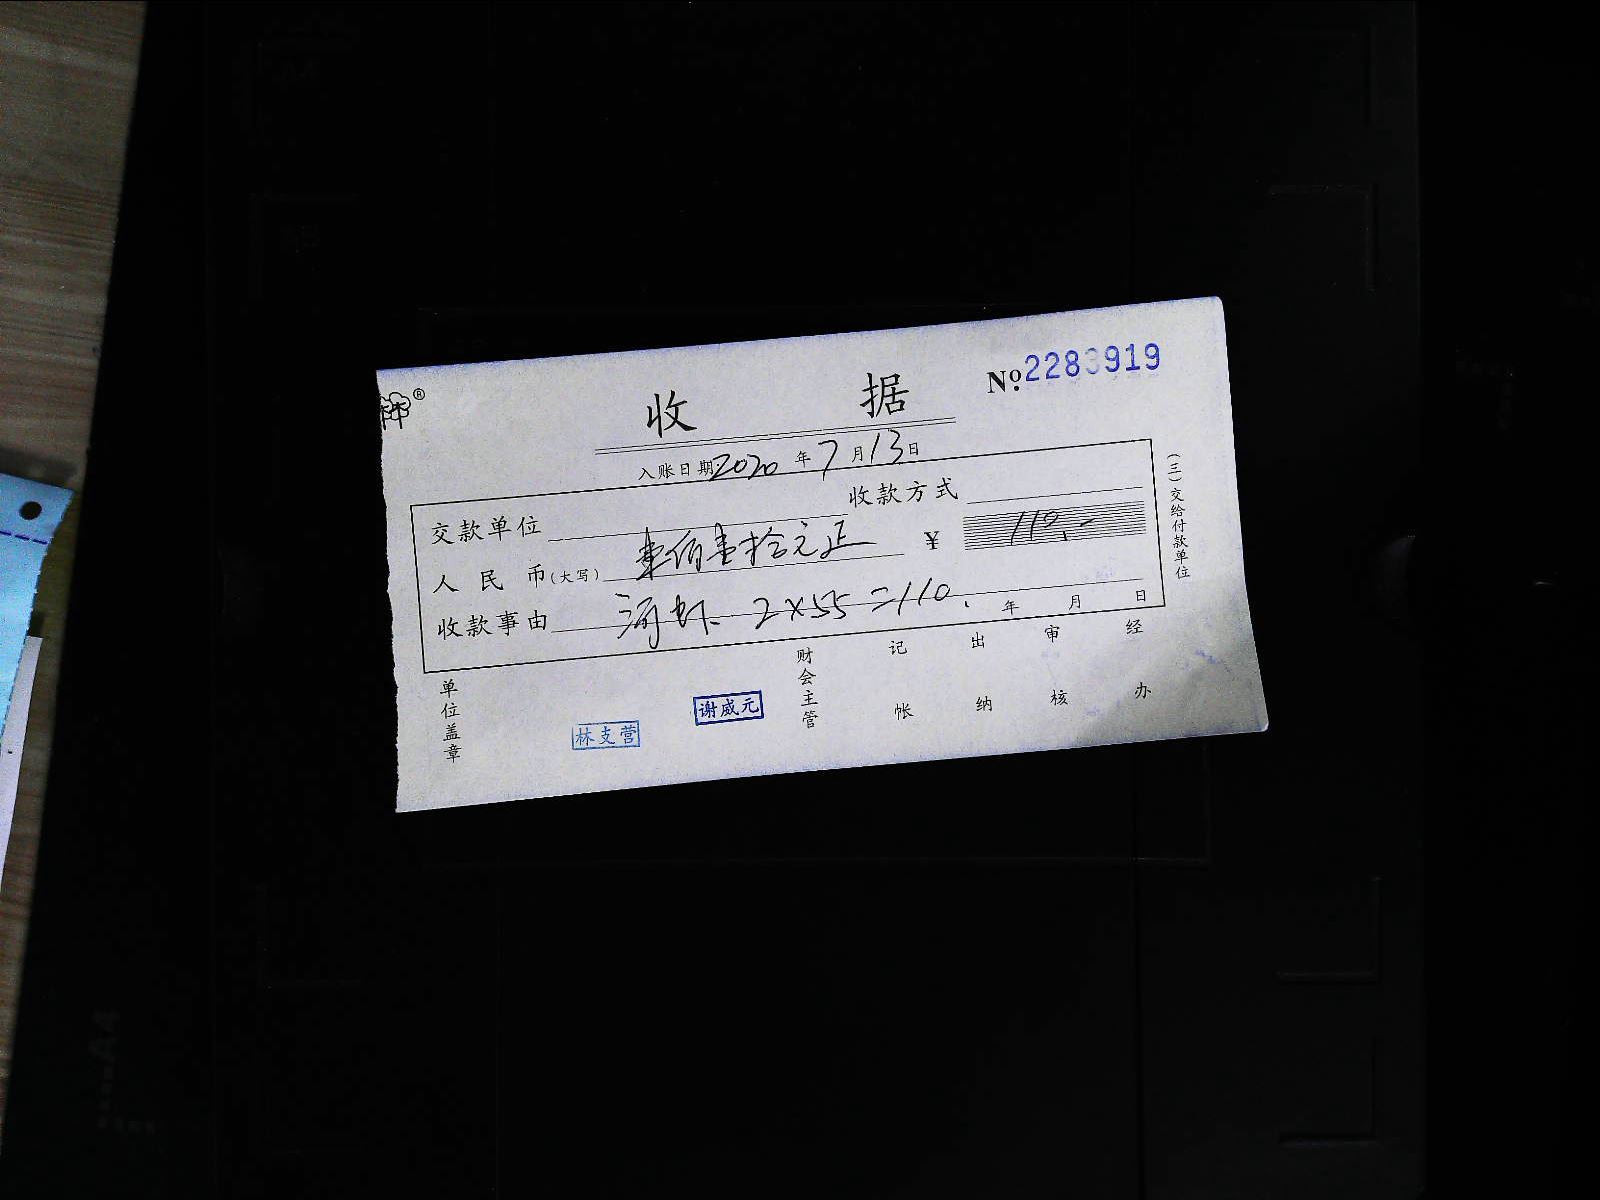 收 据
№2283919
入账日期2020年7月13日
交款单位 收款方式
人民币(大写) 壹佰壹拾元正 ¥ 110.-
收款事由 河虾 2×55=110.
年 月 日
(三)交给付款单位
单位盖章 财会主管 记帐 出纳 审核 经办
林支营
谢威元